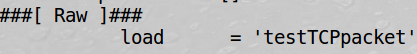 ###[ Raw ]###
load = 'testTCPpacket'